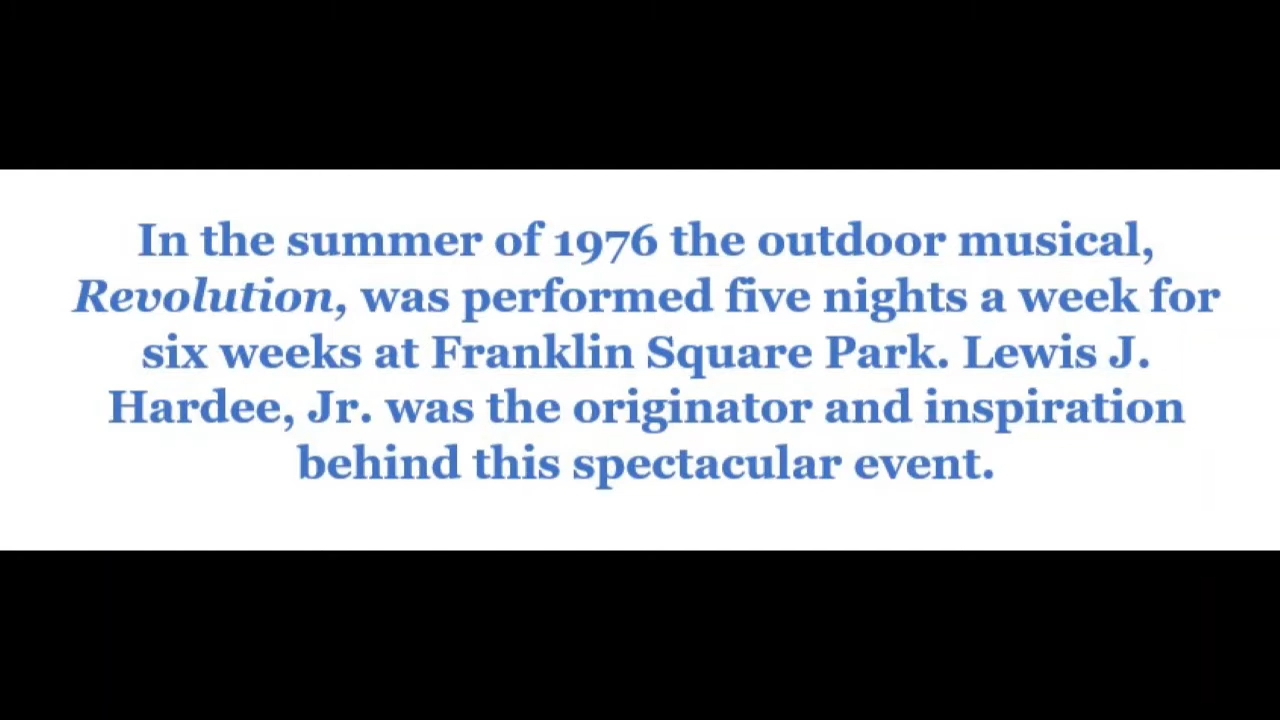 In the summer of 1976 the outdoor musical,
Revolution, was performed five nights a week for
six weeks at Franklin Square Park. Lewis J.
Hardee, Jr. was the originator and inspiration
behind this spectacular event.